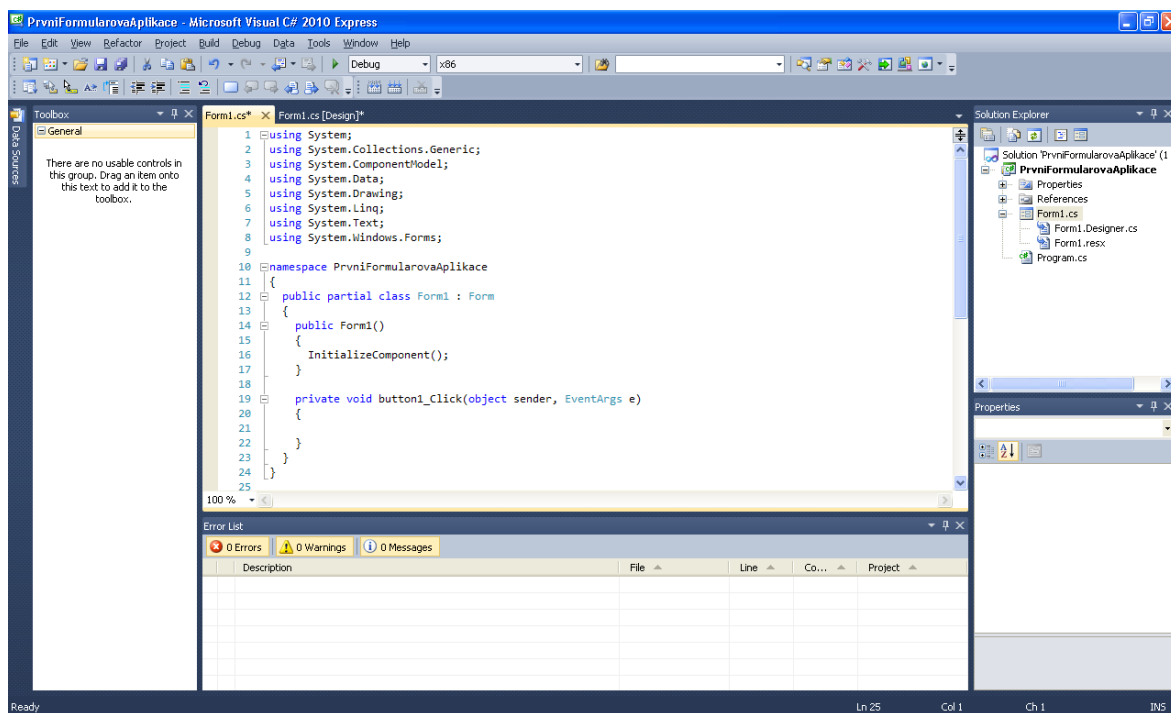 PrvniFormularovaAplikace - Microsoft Visual C# 2010 Express
File Edit View Refactor Project Build Debug Data Tools Window Help
Debug x86
Data Sources
Toolbox
General
There are no usable controls in
this group. Drag an item onto
this text to add it to the
toolbox.
Form1.cs* Form1.cs [Design]*
1 using System;
2 using System.Collections.Generic;
3 using System.ComponentModel;
4 using System.Data;
5 using System.Drawing;
6 using System.Linq;
7 using System.Text;
8 using System.Windows.Forms;
9
10 namespace PrvniFormularovaAplikace
11 {
12 public partial class Form1 : Form
13 {
14 public Form1()
15 {
16 InitializeComponent();
17 }
18
19 private void button1_Click(object sender, EventArgs e)
20 {
21
22 }
23 }
24 }
25
100 %
Error List
0 Errors 0 Warnings 0 Messages
Description File Line Co... Project
Solution Explorer
Solution 'PrvniFormularovaAplikace' (1
PrvniFormularovaAplikace
Properties
References
Form1.cs
Form1.Designer.cs
Form1.resx
Program.cs
Properties
Ready Ln 25 Col 1 Ch 1 INS